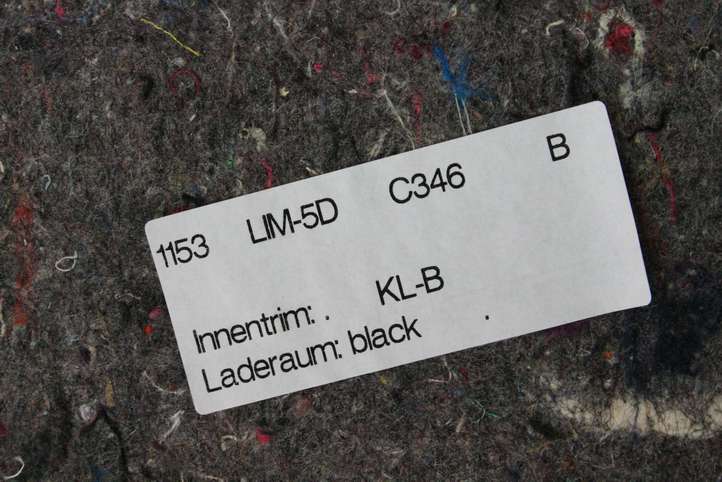 1153 LIM-5D C346 B
Innentrim: . KL-B
Laderaum: black .